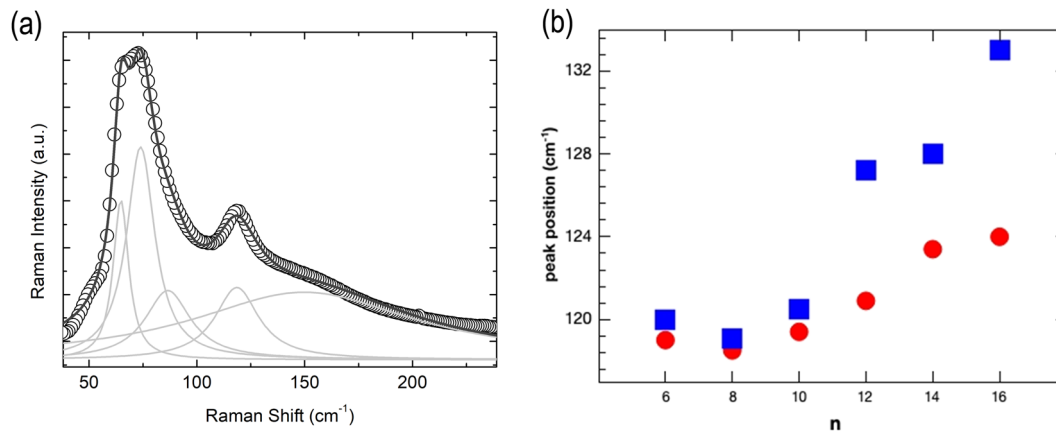 (a)
Raman Intensity (a.u.)
50 100 150 200
Raman Shift (cm⁻¹)
(b)
peak position (cm⁻¹)
132
128
124
120
6 8 10 12 14 16
n